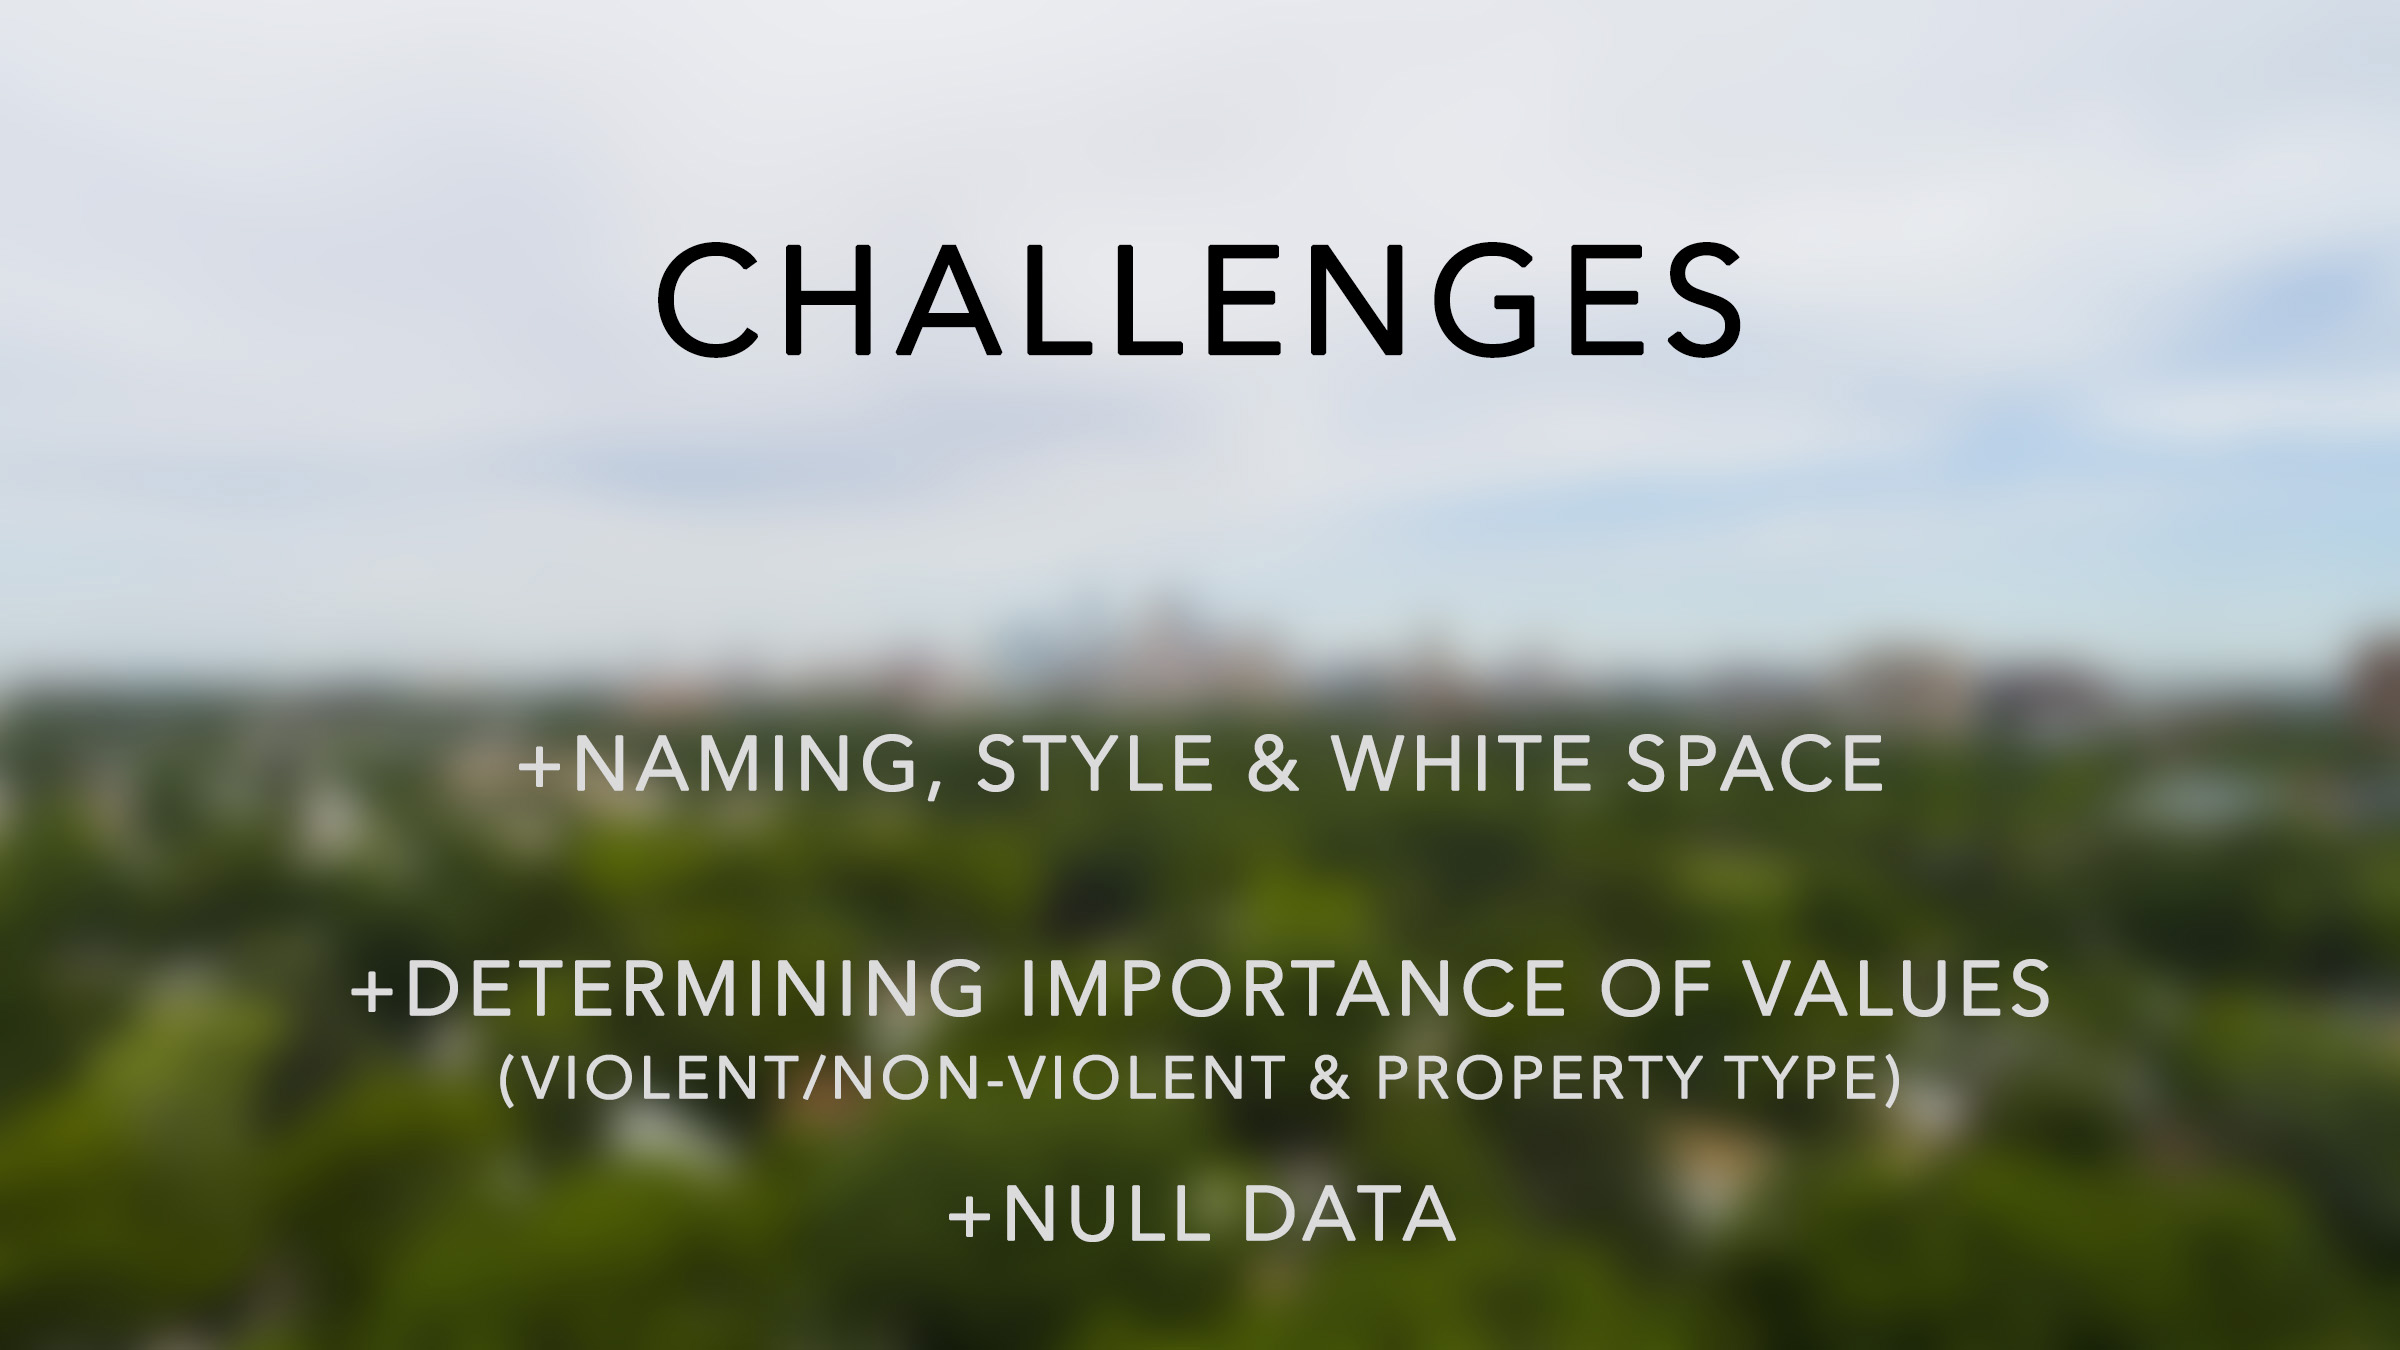 CHALLENGES
+NAMING, STYLE & WHITE SPACE
+DETERMINING IMPORTANCE OF VALUES
(VIOLENT/NON-VIOLENT & PROPERTY TYPE)
+NULL DATA